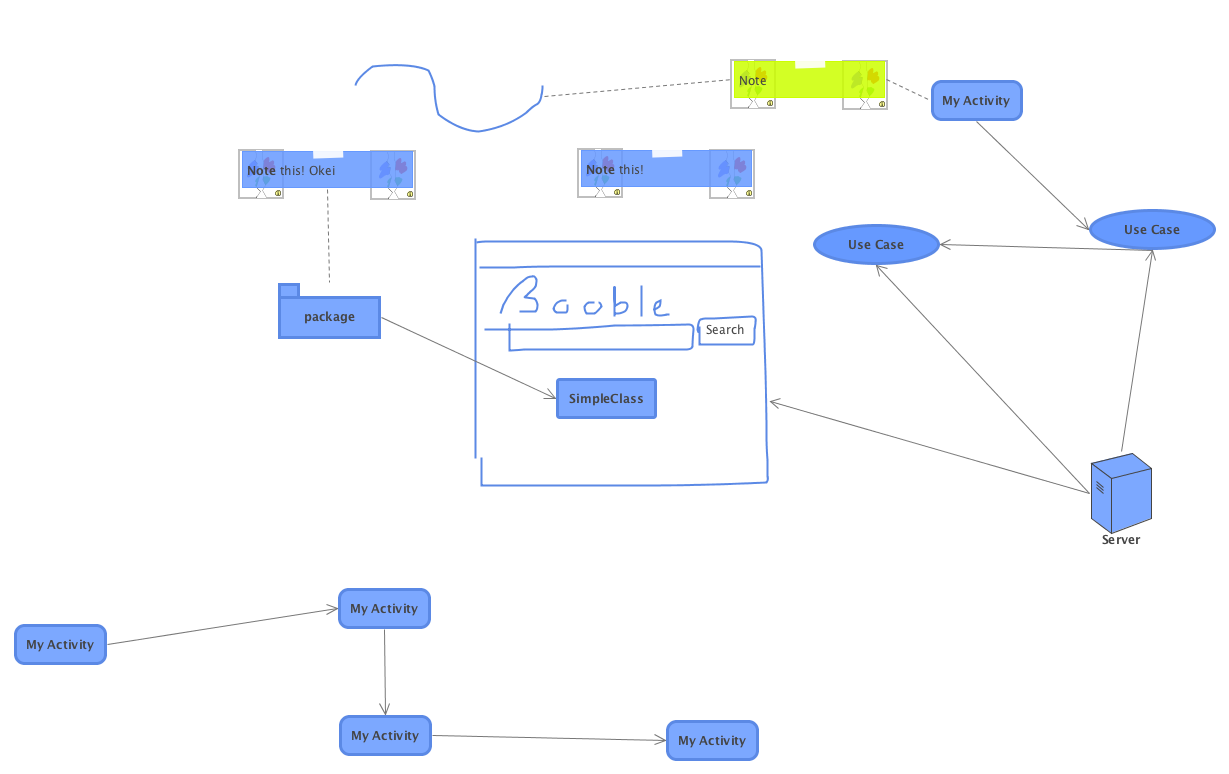 Note
My Activity
Note this! Okei
Note this!
Use Case
Use Case
Booble
package
Search
SimpleClass
Server
My Activity
My Activity
My Activity
My Activity